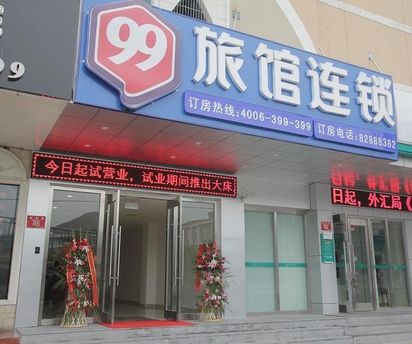 99
旅馆连锁
订房热线:4006-399-399
订房电话:82888382
今日起试营业，试业期间推出大床
日起，外汇局《
85